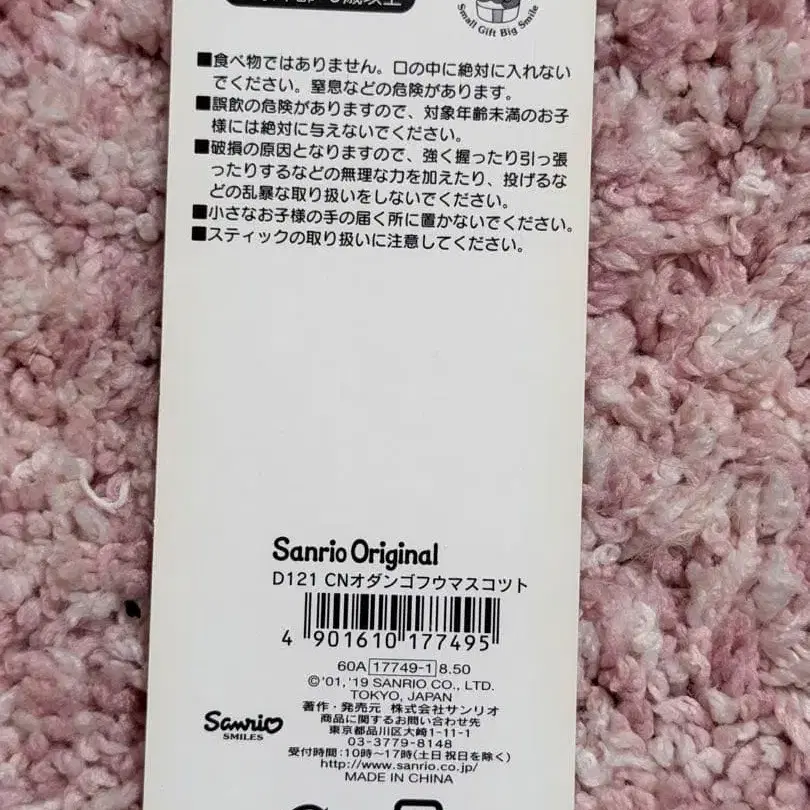 Small Gift Big Smile
■食べ物ではありません。口の中に絶対に入れない
でください。窒息などの危険があります。
■誤飲の危険がありますので、対象年齢未満のお子
様には絶対に与えないでください。
■破損の原因となりますので、強く握ったり引っ張
ったりするなどの無理な力を加えたり、投げるな
どの乱暴な取り扱いをしないでください。
■小さなお子様の手の届く所に置かないでください。
■スティックの取り扱いに注意してください。
Sanrio Original
D121 CNオダンゴフウマスコツト
4 901610 177495
60A 17749-1 8.50
©'01, '19 SANRIO CO., LTD.
TOKYO, JAPAN
著作・発売元 株式会社サンリオ
商品に関するお問い合わせ先
東京都品川区大崎1-11-1
03-3779-8148
受付時間:10時〜17時(土日祝日を除く)
http://www.sanrio.co.jp/
MADE IN CHINA
Sanrio
SMILES